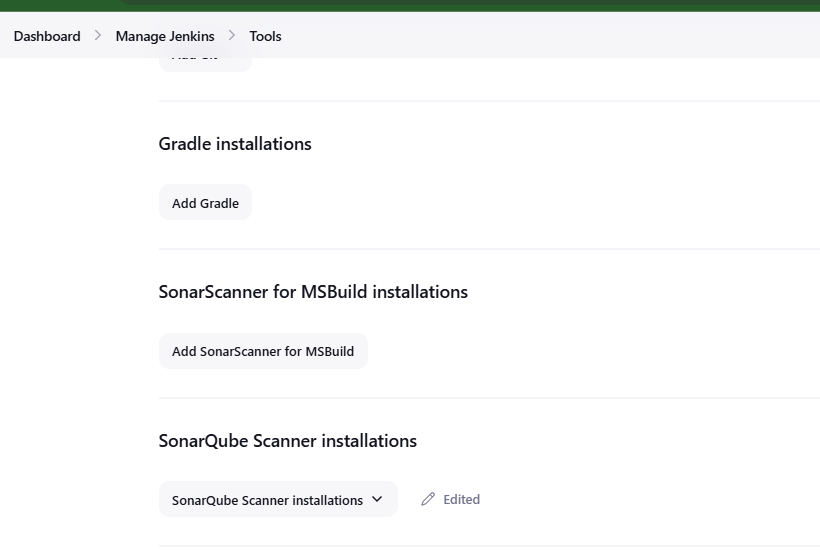 Dashboard > Manage Jenkins > Tools
Gradle installations
Add Gradle
SonarScanner for MSBuild installations
Add SonarScanner for MSBuild
SonarQube Scanner installations
SonarQube Scanner installations Edited